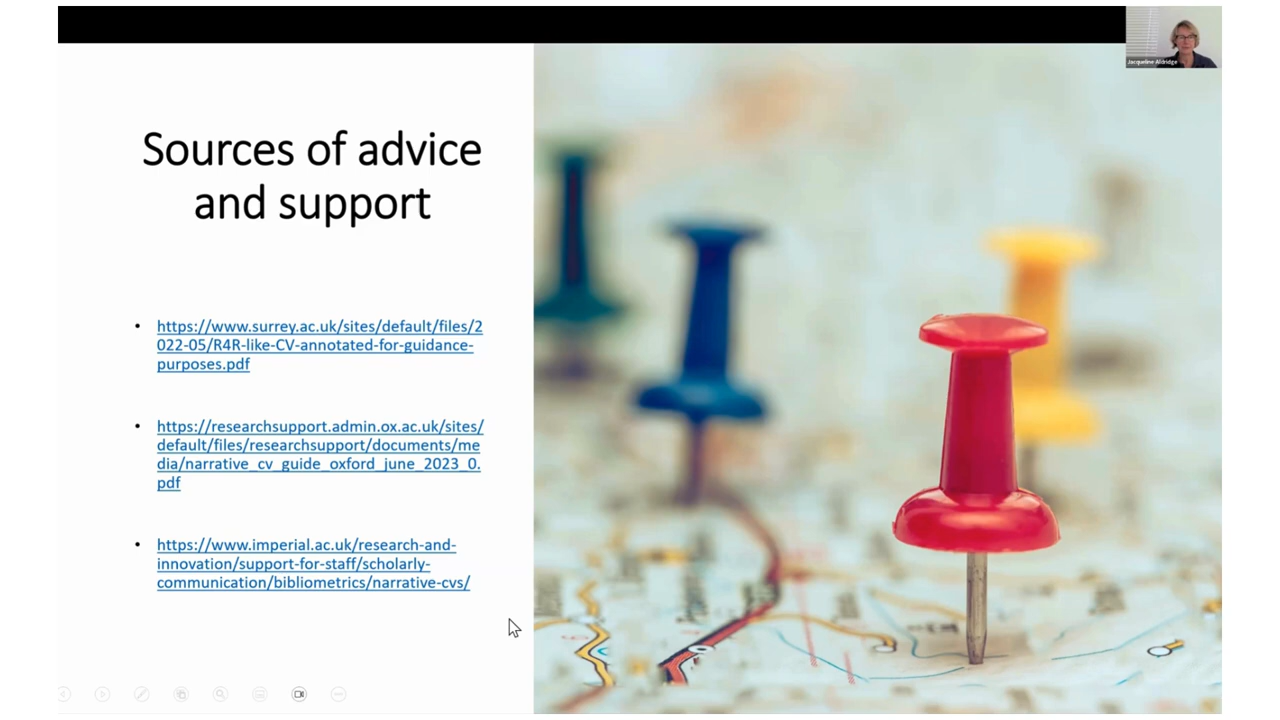 Jacqueline Aldridge
Sources of advice
and support
• https://www.surrey.ac.uk/sites/default/files/2
022-05/R4R-like-CV-annotated-for-guidance-
purposes.pdf
• https://researchsupport.admin.ox.ac.uk/sites/
default/files/researchsupport/documents/me
dia/narrative_cv_guide_oxford_june_2023_0.
pdf
• https://www.imperial.ac.uk/research-and-
innovation/support-for-staff/scholarly-
communication/bibliometrics/narrative-cvs/